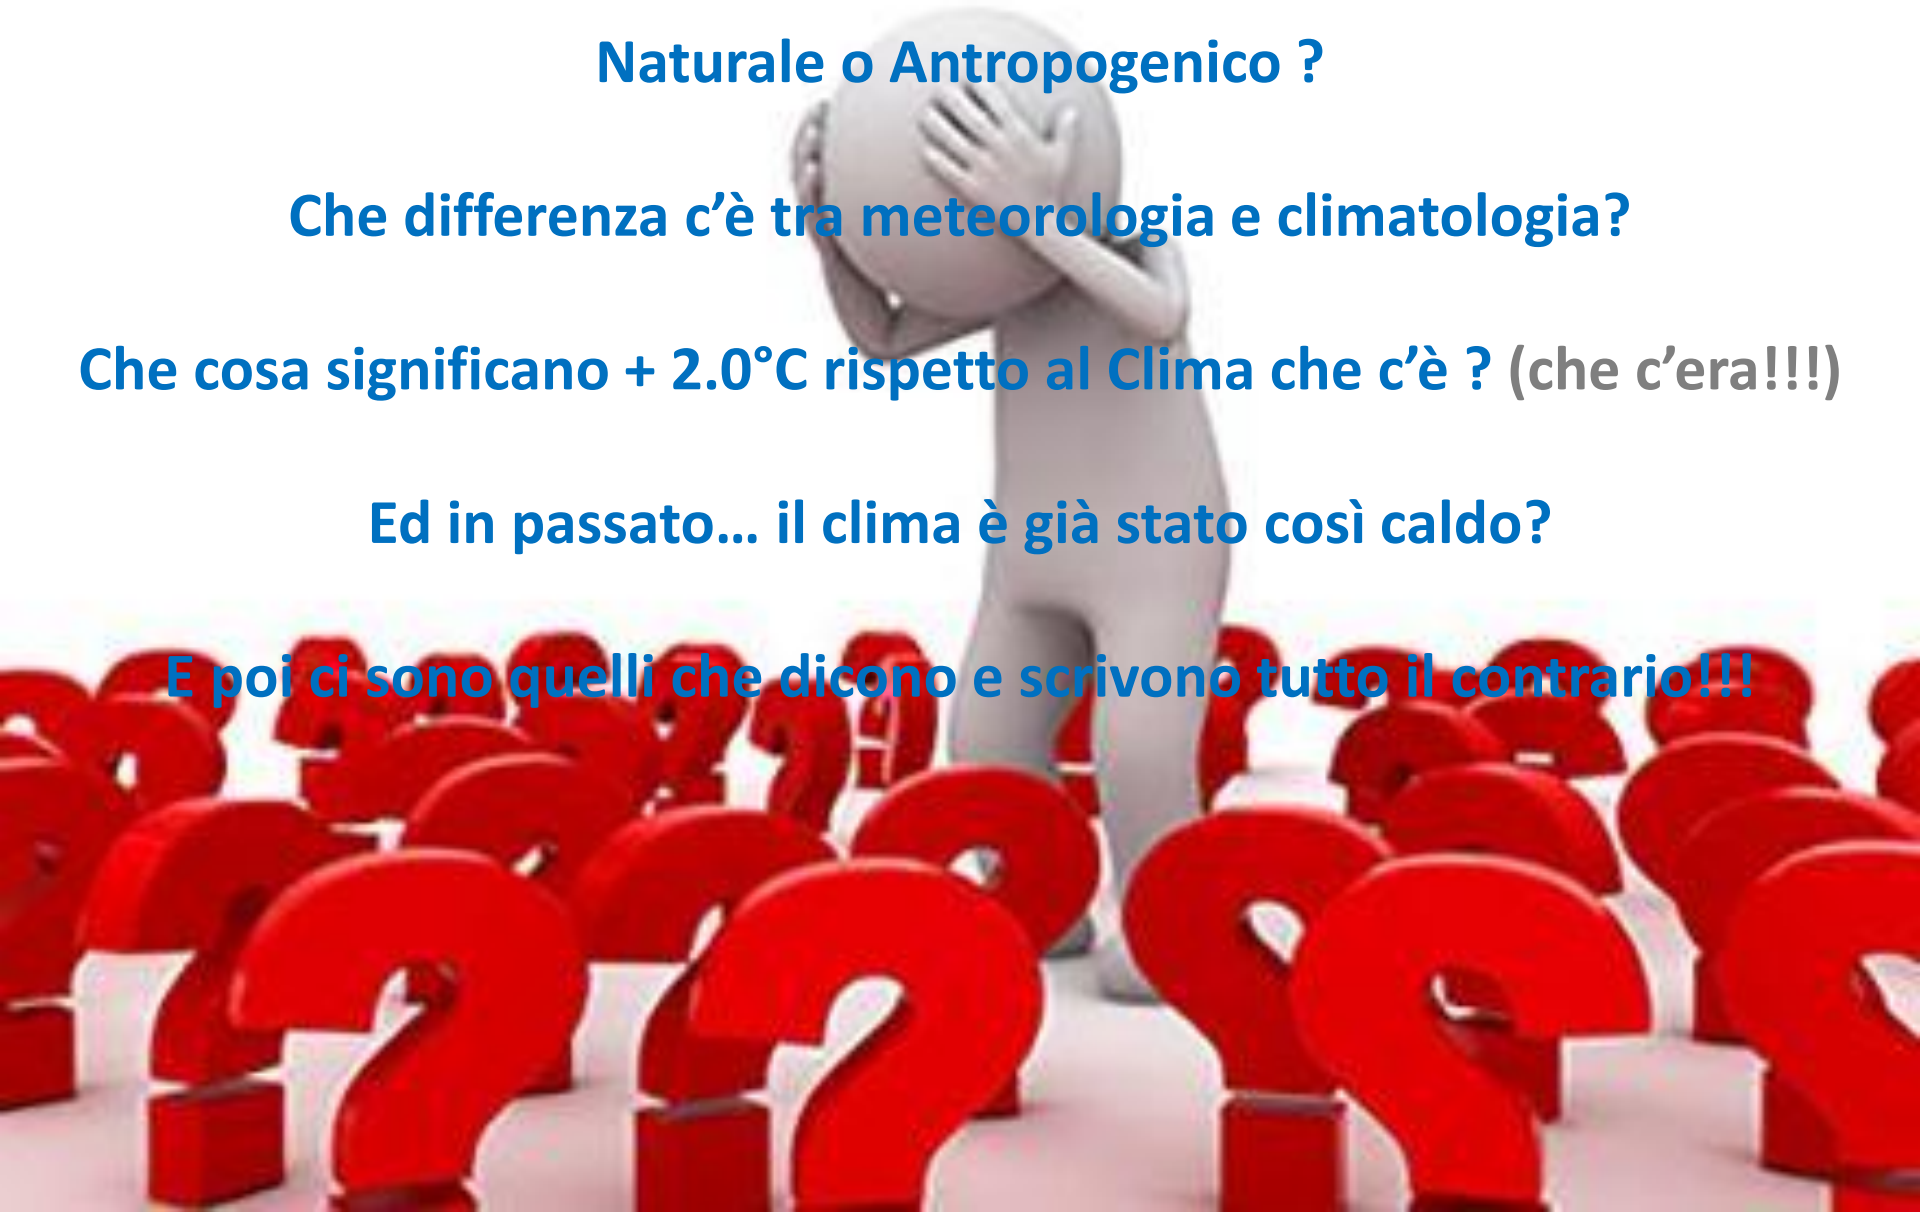 Naturale o Antropogenico ?
Che differenza c’è tra meteorologia e climatologia?
Che cosa significano + 2.0°C rispetto al Clima che c’è ? (che c’era!!!)
Ed in passato… il clima è già stato così caldo?
E poi ci sono quelli che dicono e scrivono tutto il contrario!!!